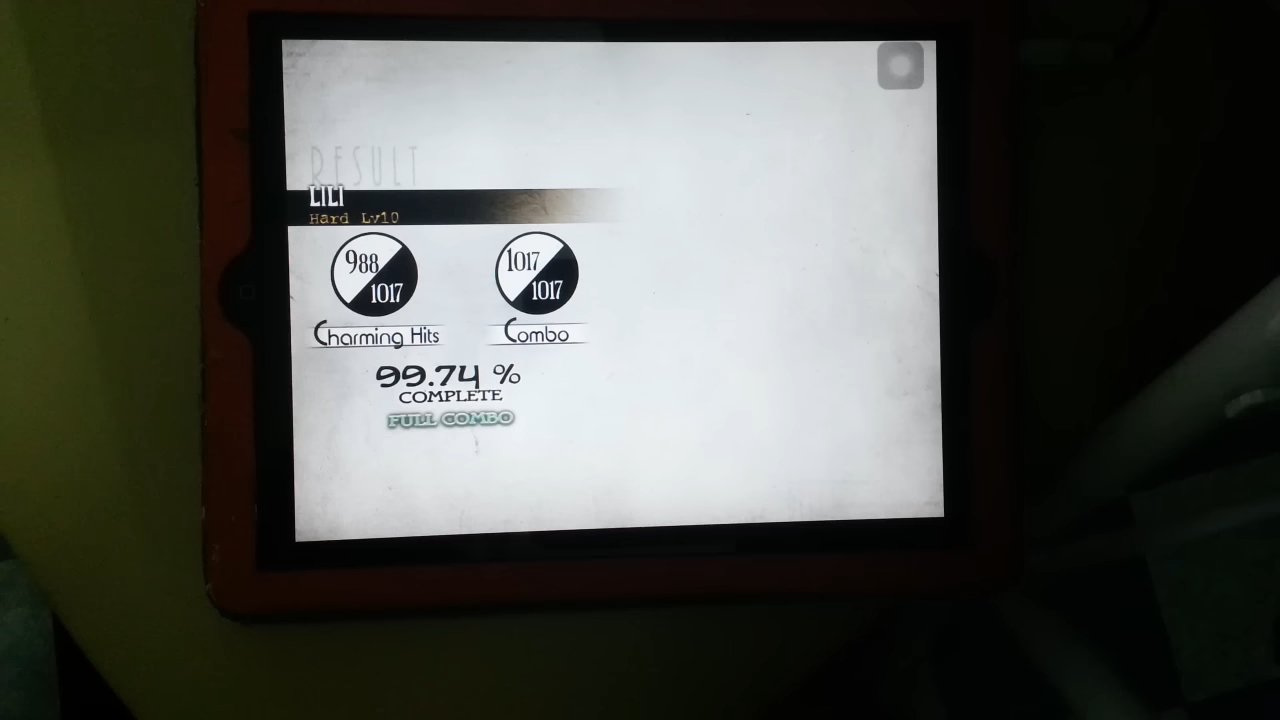 RESULT
LILI
Hard Lv10
988
1017
Charming Hits
1017
1017
Combo
99.74 %
COMPLETE
FULL COMBO